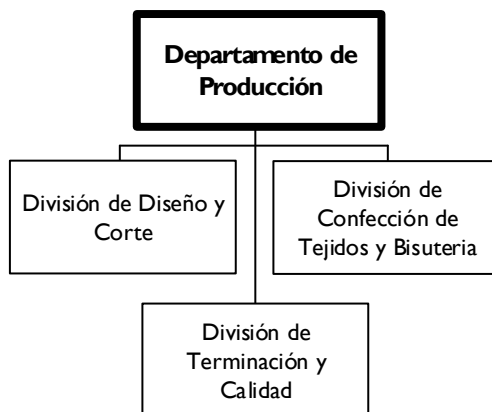 Departamento de
Producción
División de Diseño y
Corte
División de
Confección de
Tejidos y Bisuteria
División de
Terminación y
Calidad